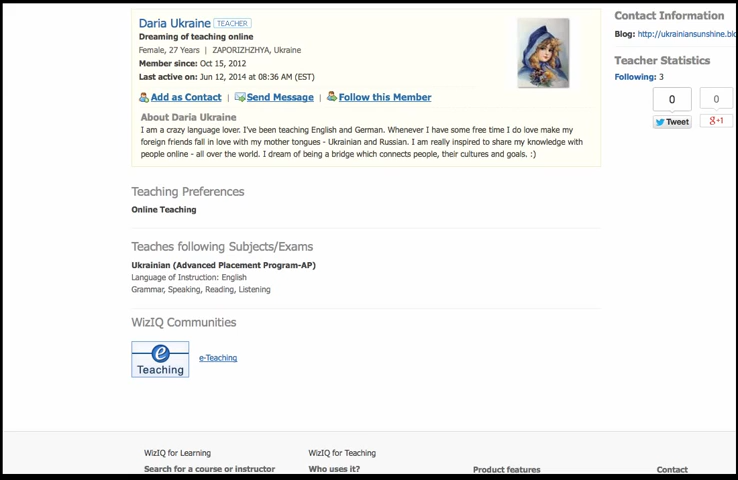 Daria Ukraine TEACHER
Dreaming of teaching online
Female, 27 Years | ZAPORIZHZHYA, Ukraine
Member since: Oct 15, 2012
Last active on: Jun 12, 2014 at 08:36 AM (EST)
Add as Contact | Send Message | Follow this Member
About Daria Ukraine
I am a crazy language lover. I've been teaching English and German. Whenever I have some free time I do love make my
foreign friends fall in love with my mother tongues - Ukrainian and Russian. I am really inspired to share my knowledge with
people online - all over the world. I dream of being a bridge which connects people, their cultures and goals. :)
Contact Information
Blog: http://ukrainiansunshine.blo
Teacher Statistics
Following: 3
0 0
Tweet g+1
Teaching Preferences
Online Teaching
Teaches following Subjects/Exams
Ukrainian (Advanced Placement Program-AP)
Language of Instruction: English
Grammar, Speaking, Reading, Listening
WizIQ Communities
e Teaching
e-Teaching
WizIQ for Learning WizIQ for Teaching
Search for a course or instructor Who uses it? Product features Contact